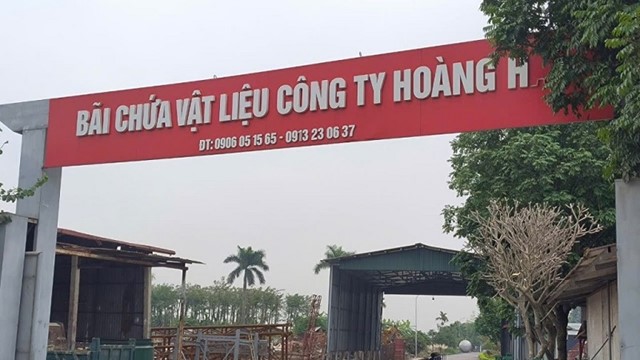 BÃI CHỨA VẬT LIỆU CÔNG TY HOÀNG
ĐT: 0906 05 15 65 - 0913 23 06 37